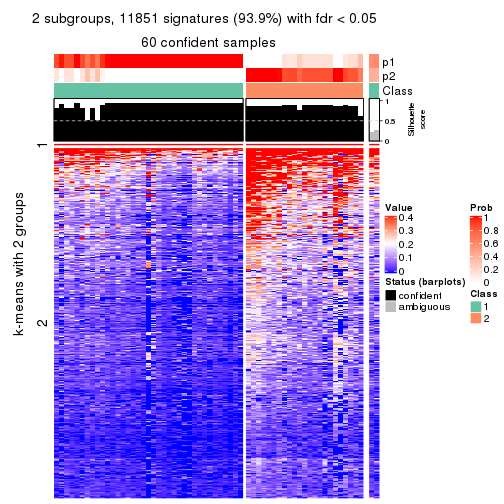 2 subgroups, 11851 signatures (93.9%) with fdr < 0.05
60 confident samples
p1
p2
Class
1
0.5
0
Silhouette
score
k-means with 2 groups
1
2
Value
0.4
0.3
0.2
0.1
0
Status (barplots)
confident
ambiguous
Prob
1
0.8
0.6
0.4
0.2
0
Class
1
2